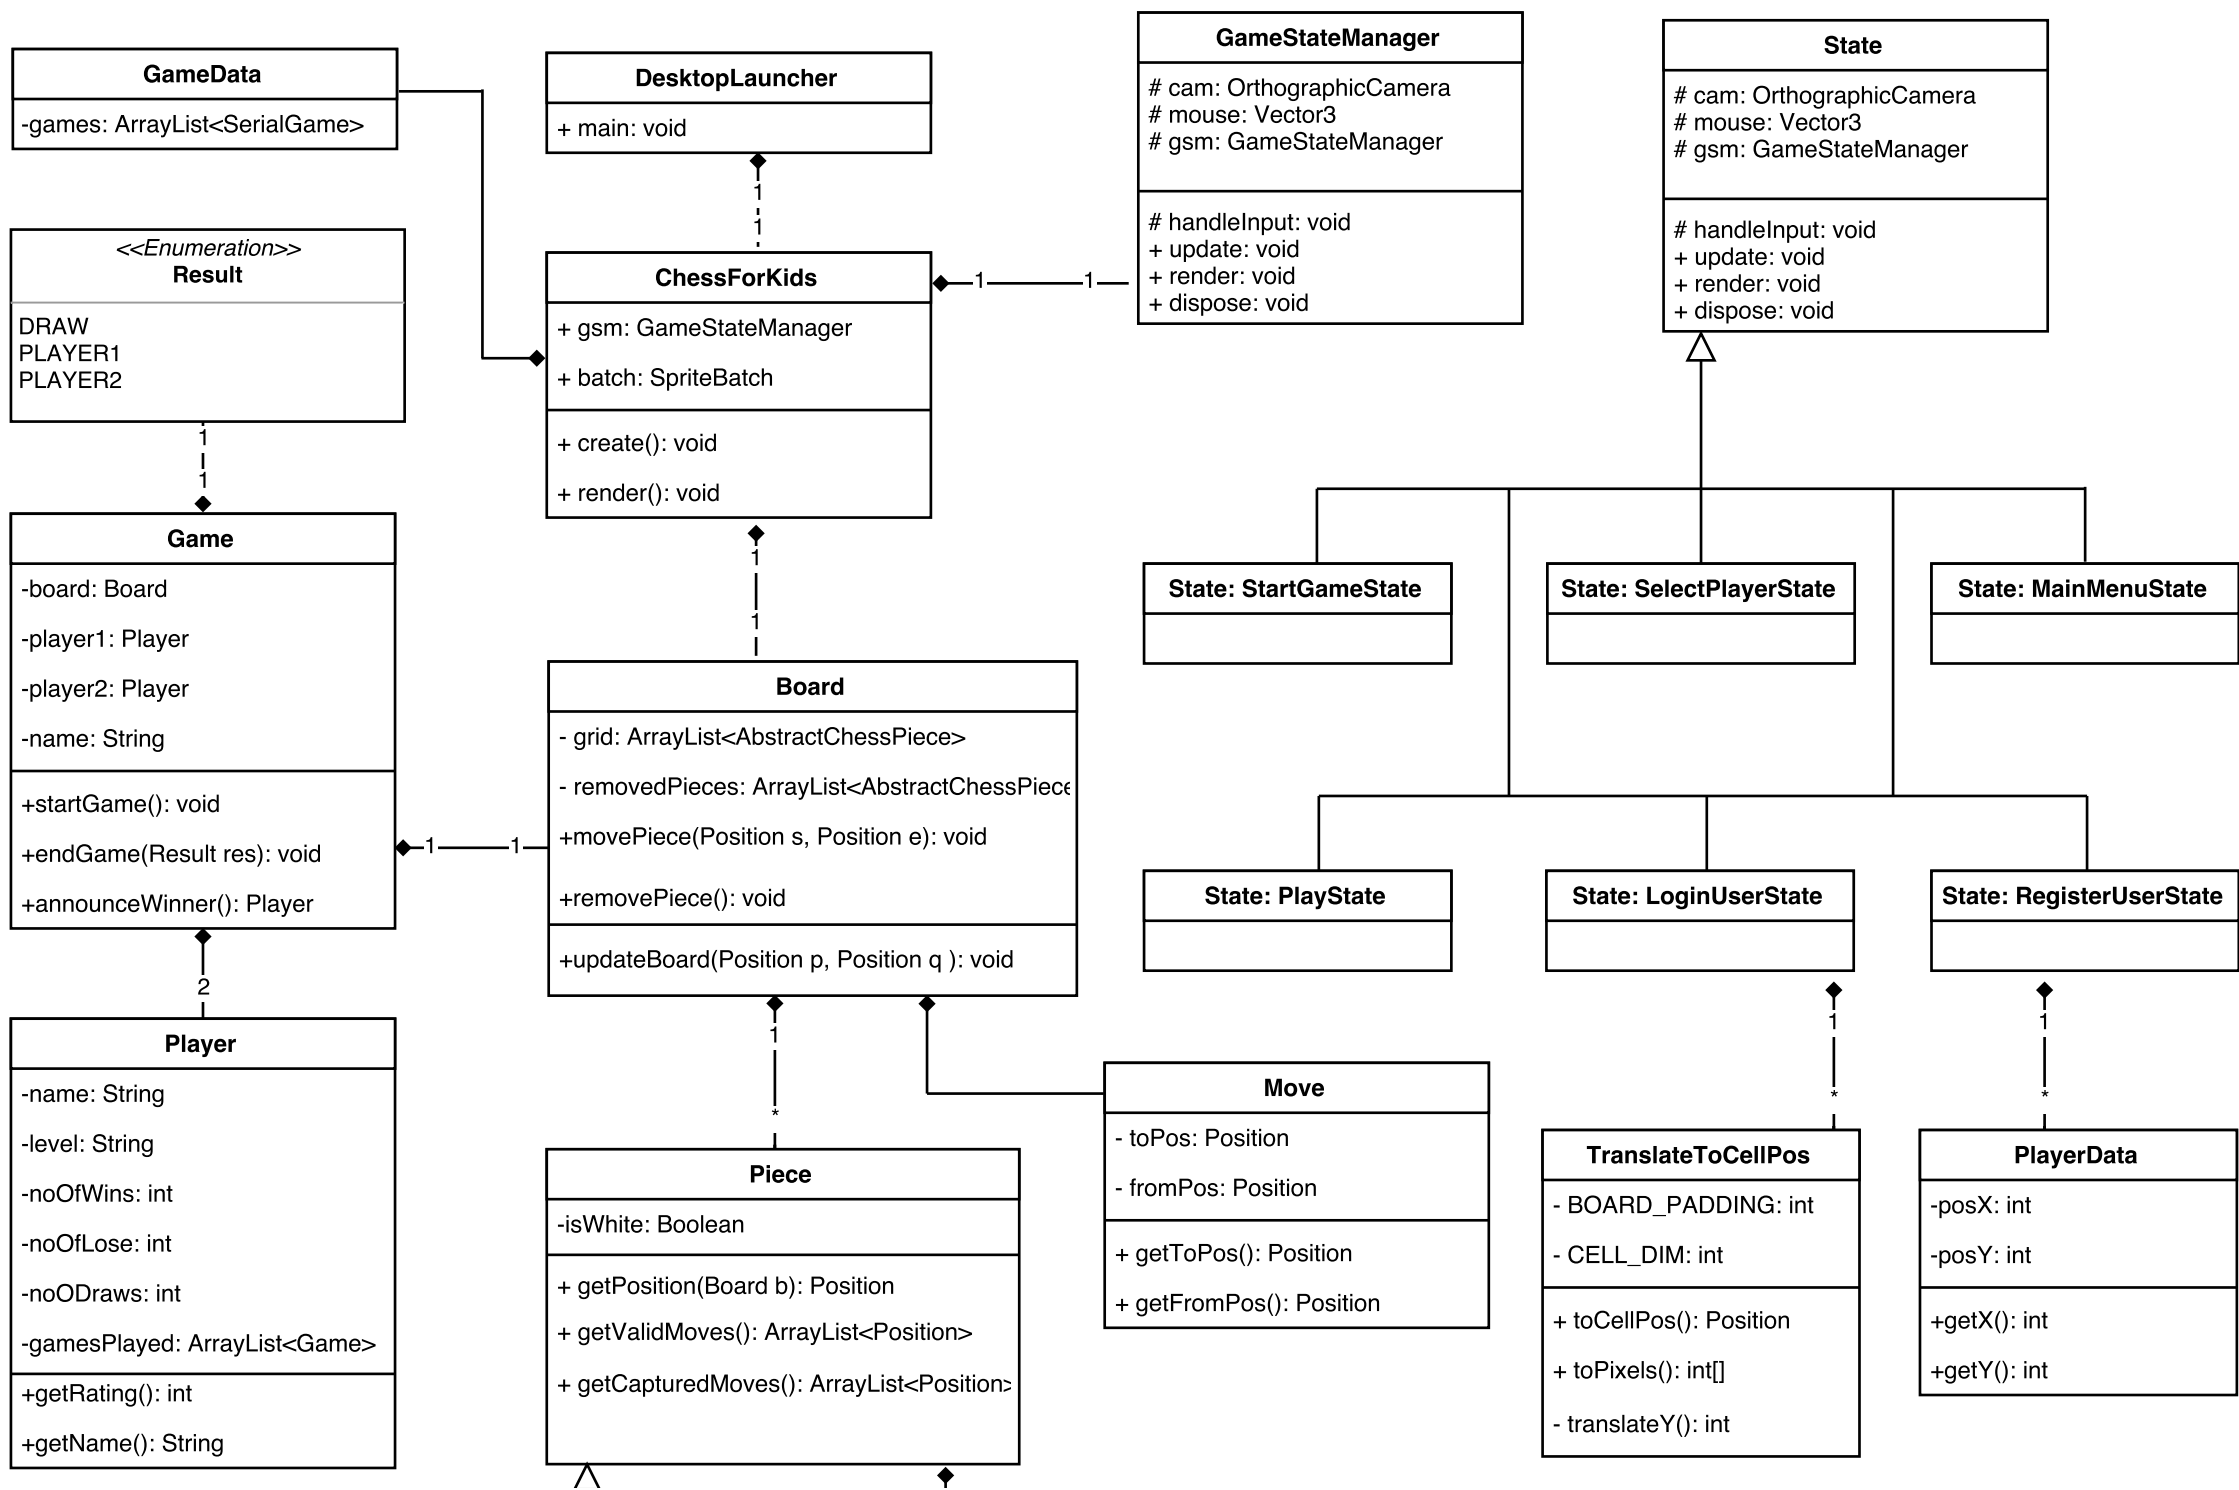 GameData
-games: ArrayList<SerialGame>
DesktopLauncher
+ main: void
1
1
GameStateManager
# cam: OrthographicCamera
# mouse: Vector3
# gsm: GameStateManager
# handleInput: void
+ update: void
+ render: void
+ dispose: void
State
# cam: OrthographicCamera
# mouse: Vector3
# gsm: GameStateManager
# handleInput: void
+ update: void
+ render: void
+ dispose: void
<<Enumeration>>
Result
DRAW
PLAYER1
PLAYER2
1
1
ChessForKids
+ gsm: GameStateManager
+ batch: SpriteBatch
+ create(): void
+ render(): void
1
1
1
1
Game
-board: Board
-player1: Player
-player2: Player
-name: String
+startGame(): void
+endGame(Result res): void
+announceWinner(): Player
1
1
2
Board
- grid: ArrayList<AbstractChessPiece>
- removedPieces: ArrayList<AbstractChessPiece
+movePiece(Position s, Position e): void
+removePiece(): void
+updateBoard(Position p, Position q ): void
1
*
State: StartGameState
State: SelectPlayerState
State: MainMenuState
State: PlayState
State: LoginUserState
State: RegisterUserState
1
*
1
*
Player
-name: String
-level: String
-noOfWins: int
-noOfLose: int
-noODraws: int
-gamesPlayed: ArrayList<Game>
+getRating(): int
+getName(): String
Piece
-isWhite: Boolean
+ getPosition(Board b): Position
+ getValidMoves(): ArrayList<Position>
+ getCapturedMoves(): ArrayList<Position>
Move
- toPos: Position
- fromPos: Position
+ getToPos(): Position
+ getFromPos(): Position
TranslateToCellPos
- BOARD_PADDING: int
- CELL_DIM: int
+ toCellPos(): Position
+ toPixels(): int[]
- translateY(): int
PlayerData
-posX: int
-posY: int
+getX(): int
+getY(): int